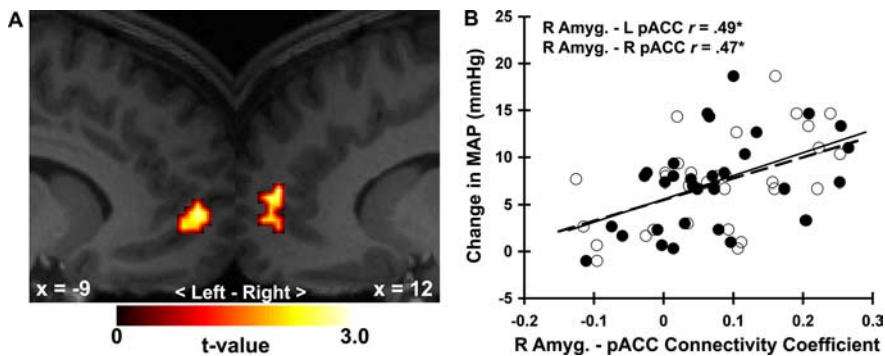 A
x = -9
< Left - Right >
x = 12
0
3.0
t-value
B
R Amyg. - L pACC r = .49*
R Amyg. - R pACC r = .47*
Change in MAP (mmHg)
25
20
15
10
5
0
-5
-0.2
-0.1
0
0.1
0.2
0.3
R Amyg. - pACC Connectivity Coefficient